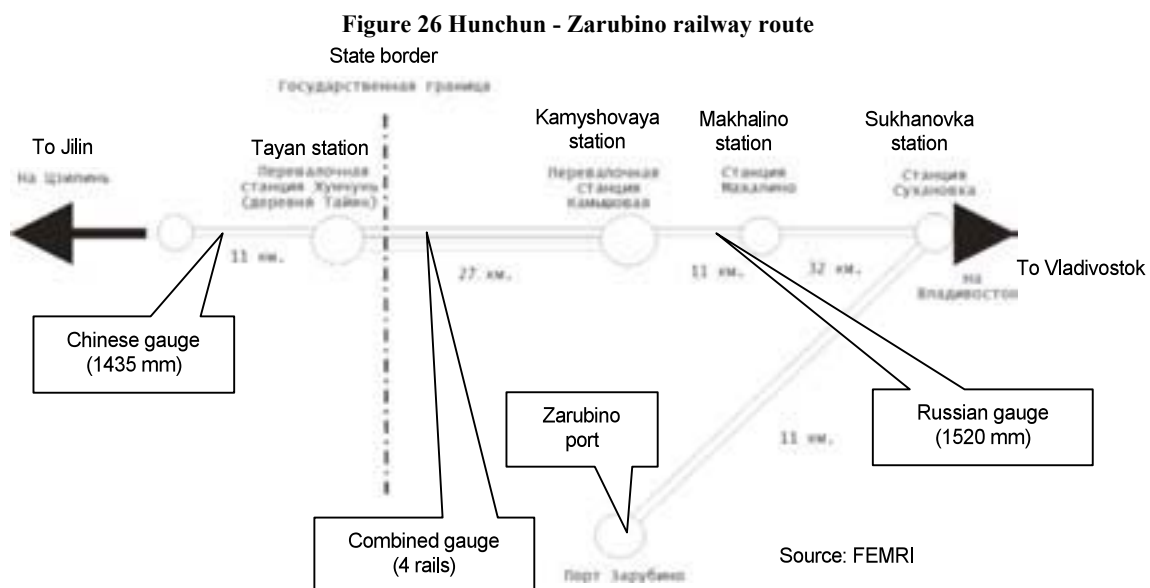 Figure 26 Hunchun - Zarubino railway route
State border
Государственная граница
To Jilin
На Цзилинь
Tayan station
Перевалочная
станция Хунчунь
(деревня Таянь)
Kamyshovaya
station
Перевалочная
станция
Камышовая
Makhalino
station
Станция
Махалино
Sukhanovka
station
Станция
Сухановка
11 км.
27 км.
11 км.
32 км.
To Vladivostok
на
Владивосток
Chinese gauge
(1435 mm)
Zarubino
port
11 км.
Russian gauge
(1520 mm)
Combined gauge
(4 rails)
Source: FEMRI
Порт Зарубино